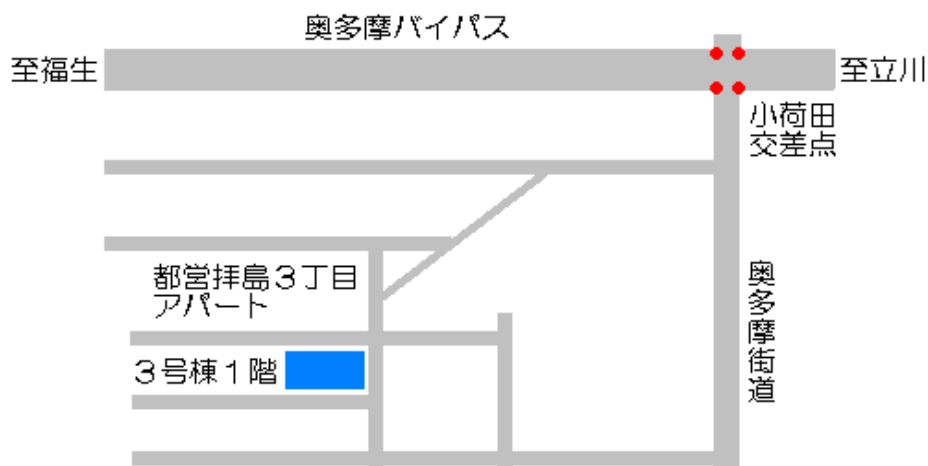 奥多摩バイパス
至福生
至立川
小荷田
交差点
都営拝島３丁目
アパート
奥多摩街道
３号棟１階